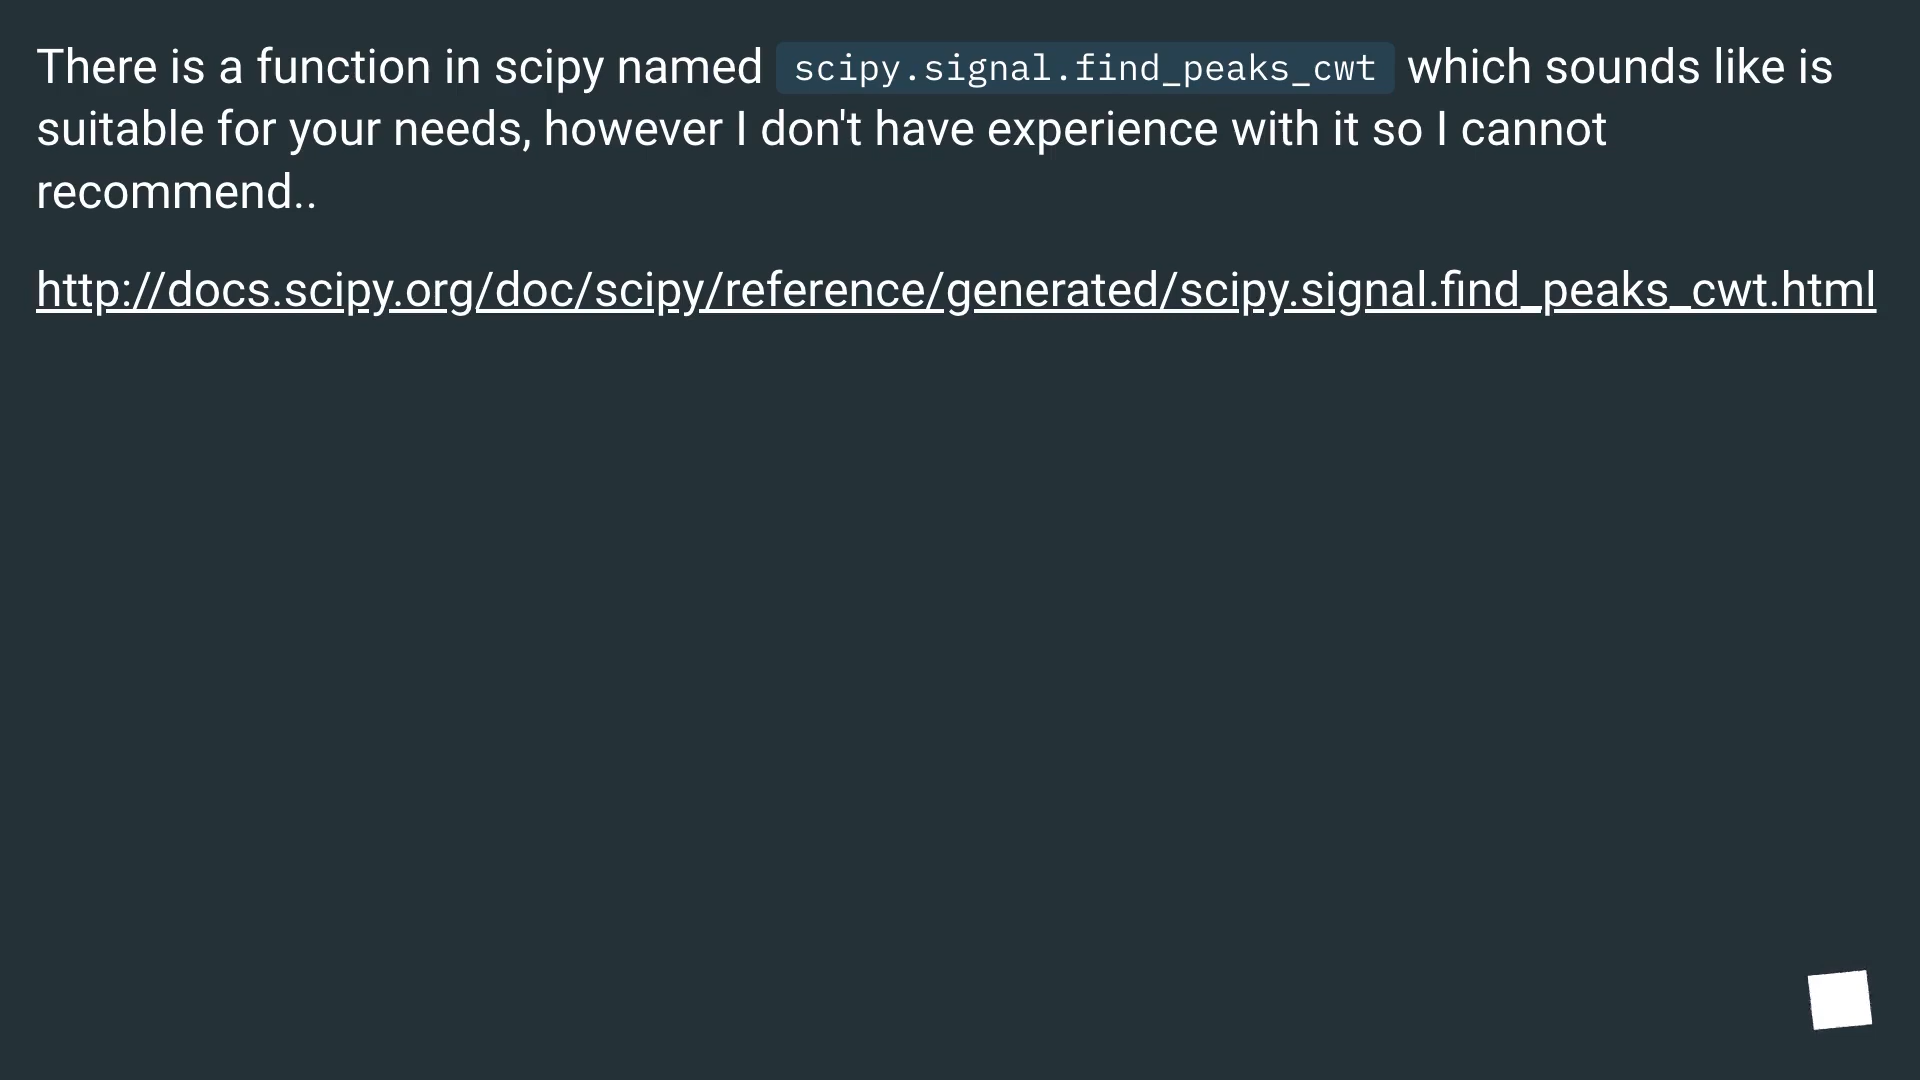 There is a function in scipy named scipy.signal.find_peaks_cwt which sounds like is
suitable for your needs, however I don't have experience with it so I cannot
recommend..
http://docs.scipy.org/doc/scipy/reference/generated/scipy.signal.find_peaks_cwt.html